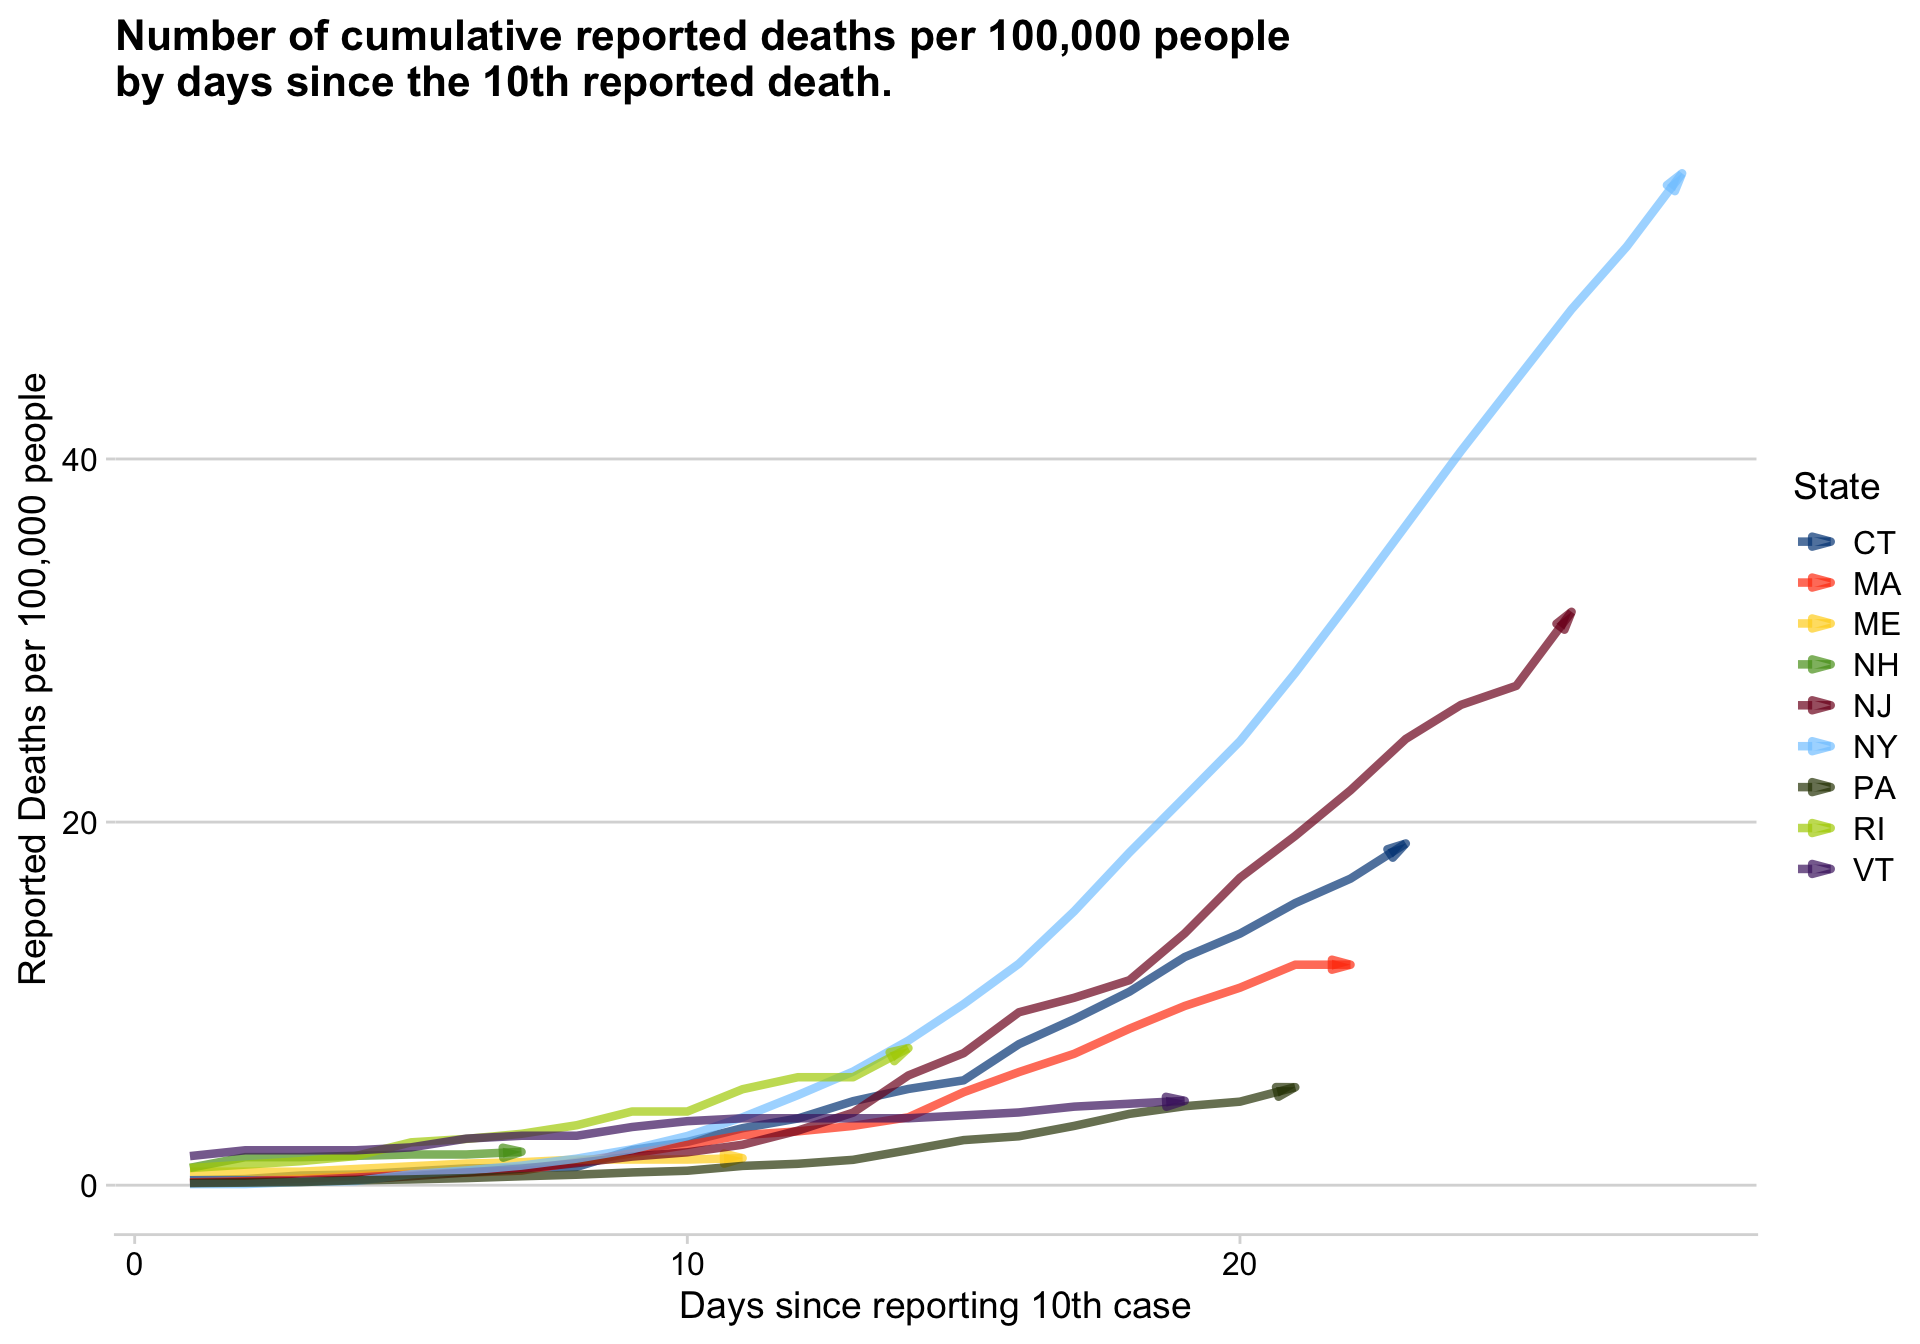 Number of cumulative reported deaths per 100,000 people
by days since the 10th reported death.
Reported Deaths per 100,000 people
40
20
0
0
10
20
Days since reporting 10th case
State
CT
MA
ME
NH
NJ
NY
PA
RI
VT